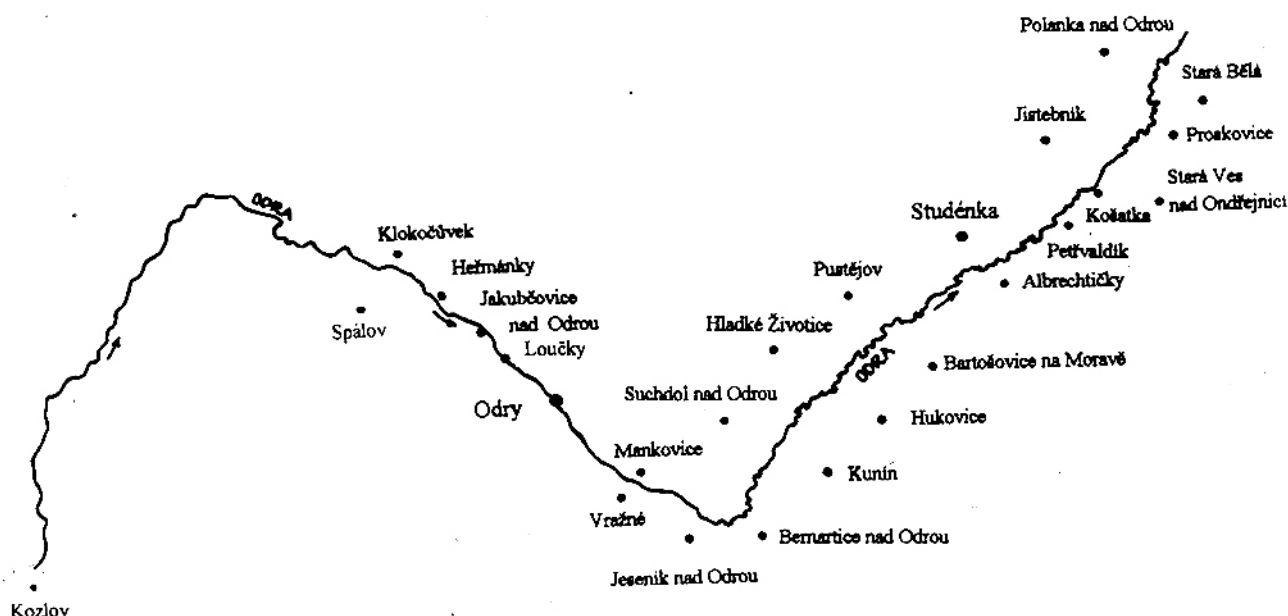 Polanka nad Odrou
Stará Bělá
Jistebník
Proskovice
Stará Ves
nad Ondřejnicí
ODRA
Studénka
Košatka
Klokočůvek
Petřvaldík
Heřmánky
Pustějov
Albrechtičky
Jakubčovice
nad Odrou
Spálov
Hladké Životice
Loučky
ODRA
Bartošovice na Moravě
Suchdol nad Odrou
Odry
Hukovice
Mankovice
Kunín
Vražné
Bernartice nad Odrou
Jeseník nad Odrou
Kozlov